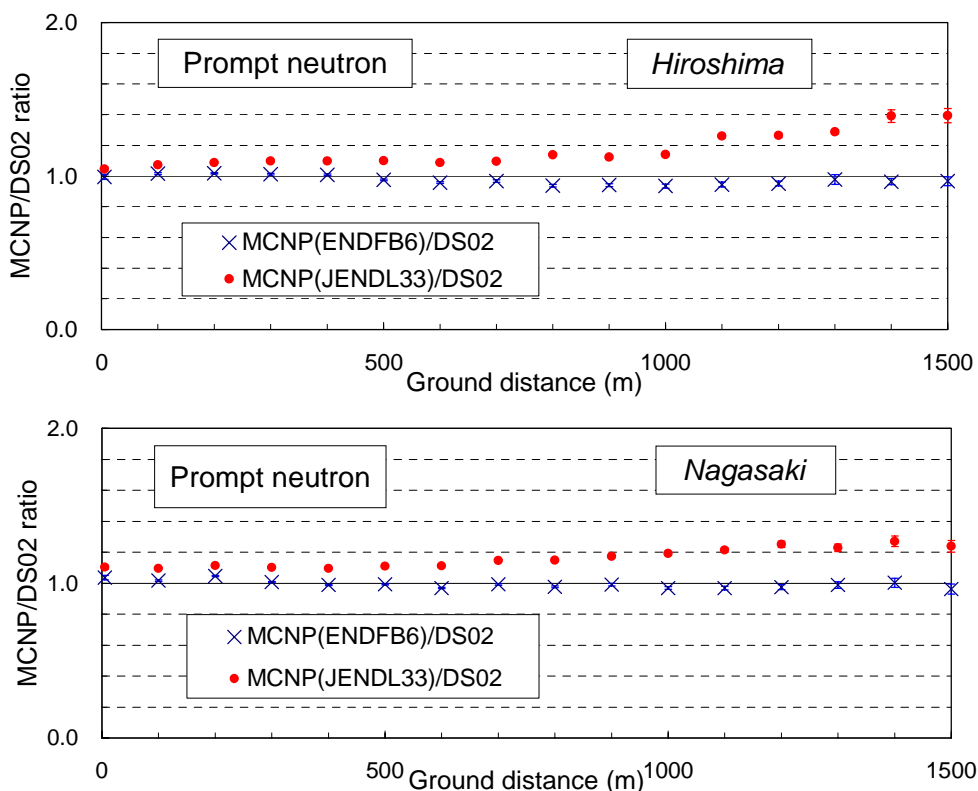 2.0
Prompt neutron
Hiroshima
MCNP/DS02 ratio
1.0
MCNP(ENDFB6)/DS02
MCNP(JENDL33)/DS02
0.0
0
500
1000
1500
Ground distance (m)
2.0
Prompt neutron
Nagasaki
MCNP/DS02 ratio
1.0
MCNP(ENDFB6)/DS02
MCNP(JENDL33)/DS02
0.0
0
500
1000
1500
Ground distance (m)